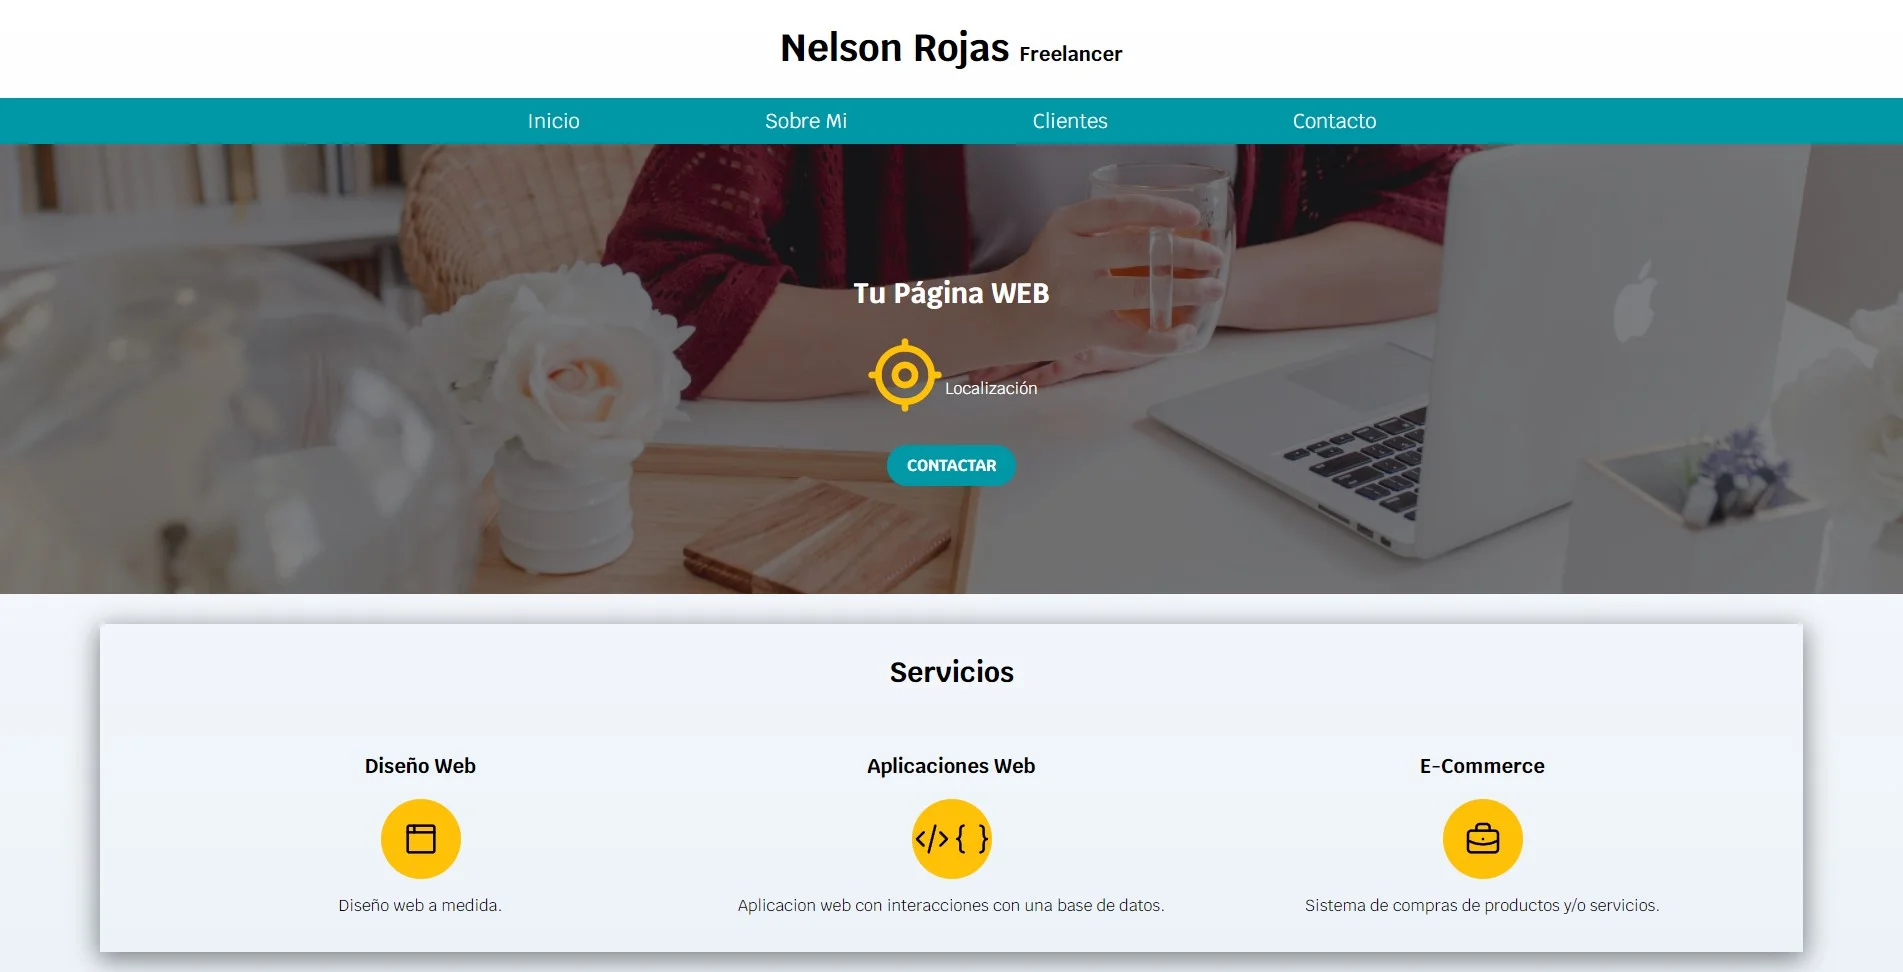 Nelson Rojas Freelancer
Inicio Sobre Mi Clientes Contacto
Tu Página WEB
Localización
CONTACTAR
Servicios
Diseño Web Aplicaciones Web E-Commerce
</> { }
Diseño web a medida. Aplicacion web con interacciones con una base de datos. Sistema de compras de productos y/o servicios.